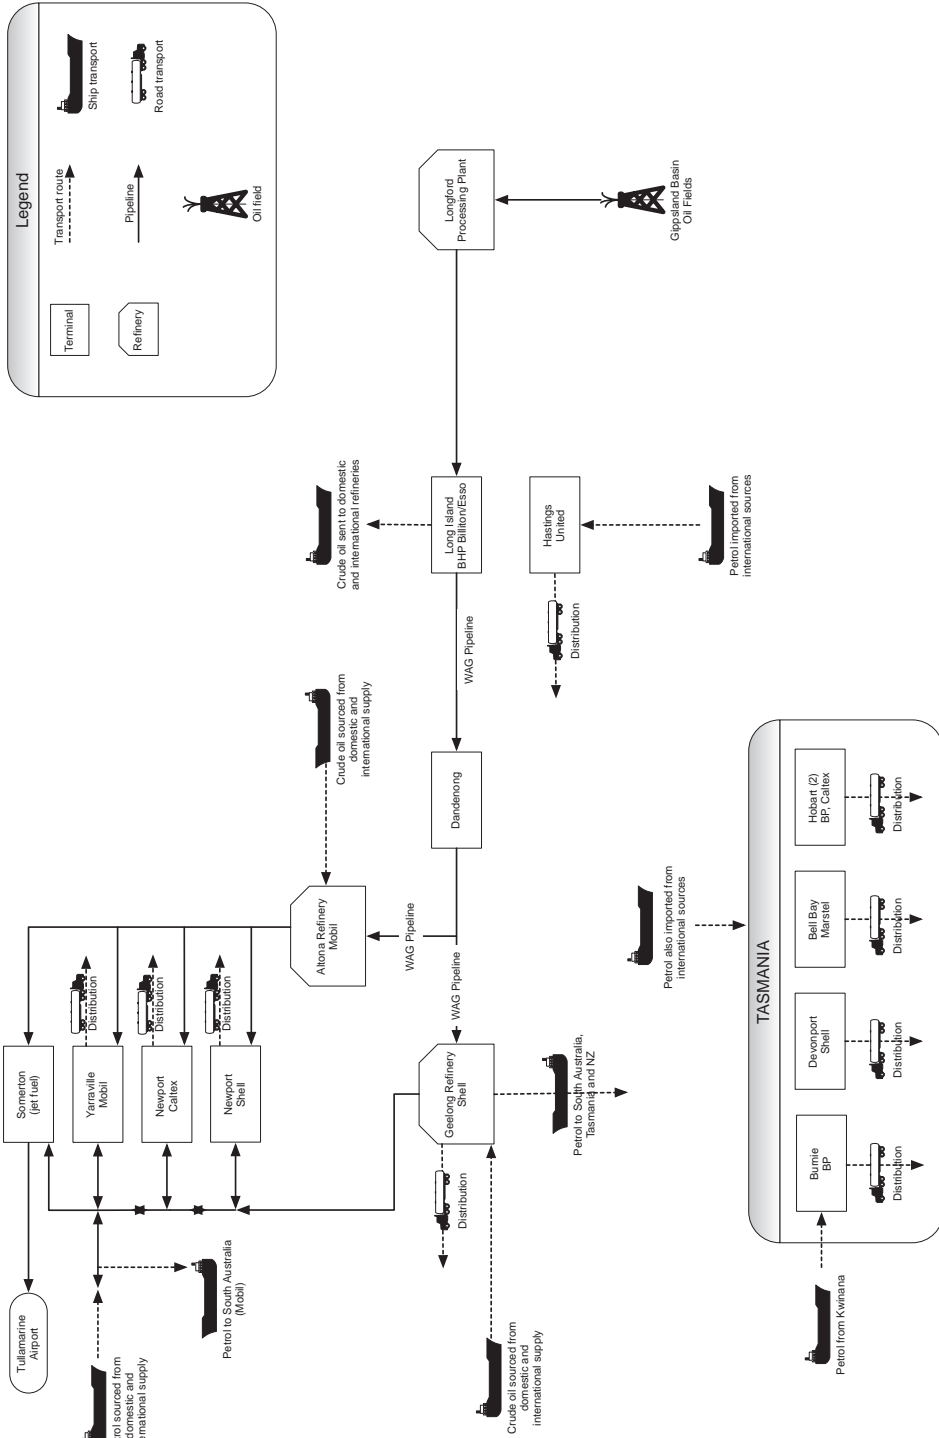 Tullamarine
Airport
Somerton
(jet fuel)
Legend
Terminal
Transport route
Ship transport
Refinery
Pipeline
Road transport
Oil field
sourced from
domestic and
supply
Yarraville
Mobil
Distribution
Newport
Caltex
Distribution
Newport
Shell
Distribution
Petrol to South Australia
(Mobil)
Altona Refinery
Mobil
Crude oil sourced from
domestic and
international supply
Crude oil sent to domestic
and international refineries
WAG Pipeline
Geelong Refinery
Shell
WAG Pipeline
Dandenong
WAG Pipeline
Long Island
BHP Billiton/Esso
Longford
Processing Plant
Distribution
Crude oil sourced from
domestic and
international supply
Petrol to South Australia,
Tasmania and NZ
Hastings
United
Distribution
Gippsland Basin
Oil Fields
Petrol imported from
international sources
Petrol also imported from
international sources
TASMANIA
Petrol from Kwinana
Burnie
BP
Devonport
Shell
Bell Bay
Marstel
Hobart (2)
BP, Caltex
Distribution
Distribution
Distribution
Distribution